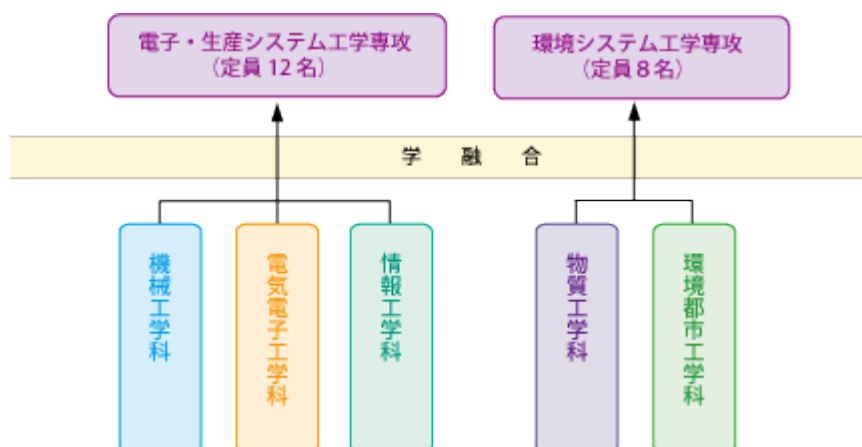 電子・生産システム工学専攻
（定員12名）
環境システム工学専攻
（定員8名）
学 融 合
機械工学科
電気電子工学科
情報工学科
物質工学科
環境都市工学科